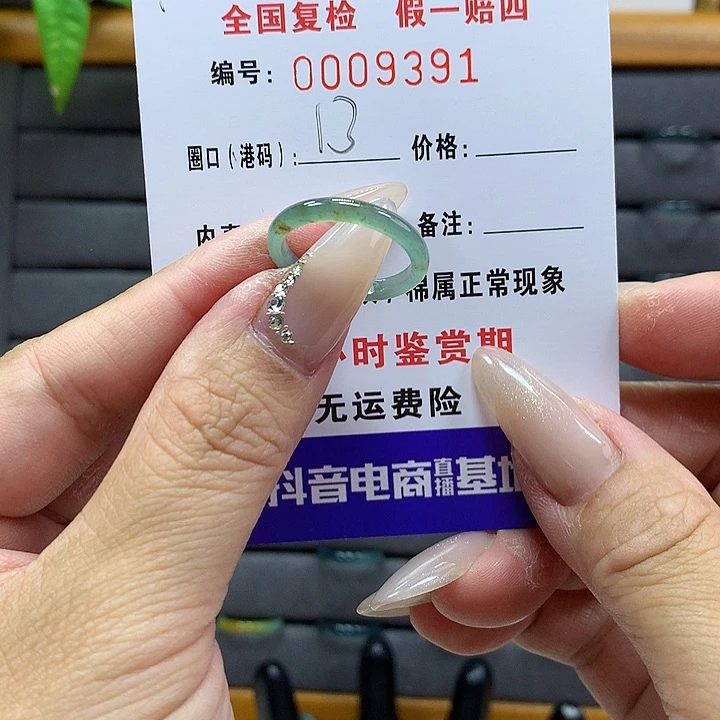 全国复检 假一赔四
编号: 0009391
圈口(港码): 13 价格:
备注:
棉属正常现象
小时鉴赏期
无运费险
抖音电商直播基地